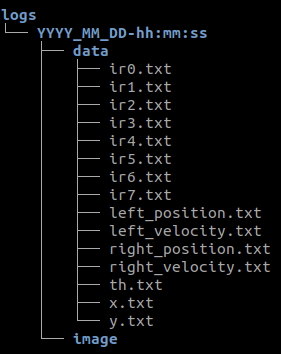 logs
YYYY_MM_DD-hh:mm:ss
data
ir0.txt
ir1.txt
ir2.txt
ir3.txt
ir4.txt
ir5.txt
ir6.txt
ir7.txt
left_position.txt
left_velocity.txt
right_position.txt
right_velocity.txt
th.txt
x.txt
y.txt
image